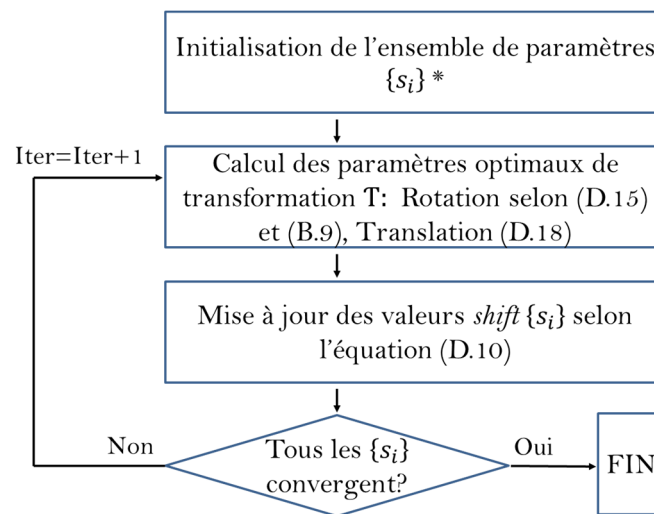 Initialisation de l'ensemble de paramètres
{sᵢ} *
Iter=Iter+1
Calcul des paramètres optimaux de
transformation T: Rotation selon (D.15)
et (B.9), Translation (D.18)
Mise à jour des valeurs shift {sᵢ} selon
l'équation (D.10)
Non
Tous les {sᵢ}
convergent?
Oui
FIN